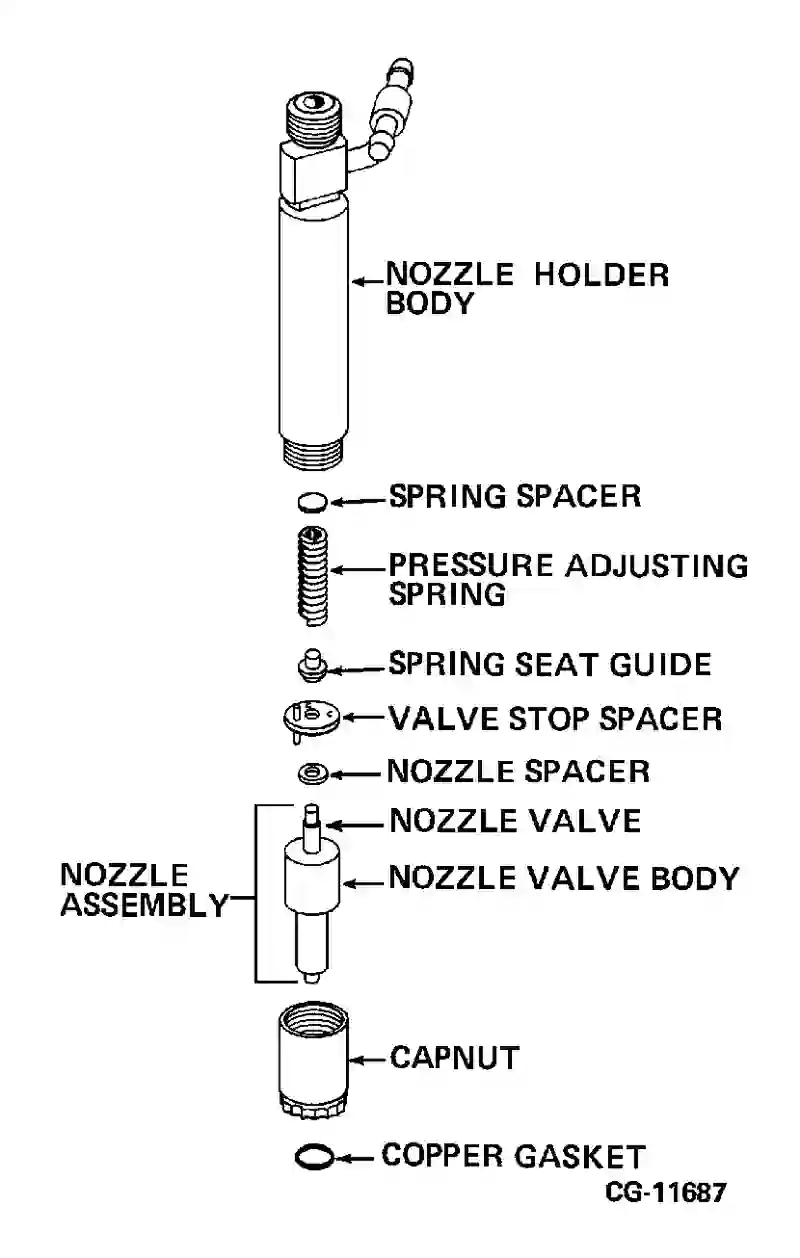 NOZZLE HOLDER
BODY
SPRING SPACER
PRESSURE ADJUSTING
SPRING
SPRING SEAT GUIDE
VALVE STOP SPACER
NOZZLE SPACER
NOZZLE VALVE
NOZZLE
ASSEMBLY
NOZZLE VALVE BODY
CAPNUT
COPPER GASKET
CG-11687